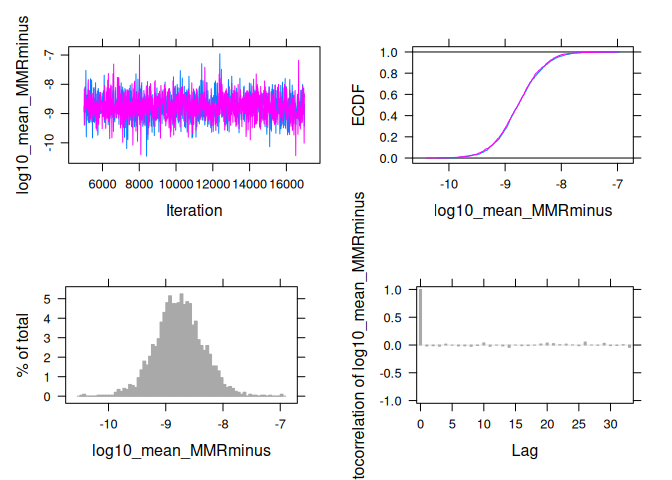 log10_mean_MMRminus
-7
-8
-9
-10
6000 8000 10000 12000 14000 16000
Iteration
ECDF
1.0
0.8
0.6
0.4
0.2
0.0
-10 -9 -8 -7
log10_mean_MMRminus
% of total
5
4
3
2
1
0
-10 -9 -8 -7
log10_mean_MMRminus
tocorrelation of log10_mean_MMRminus
1.0
0.5
0.0
-0.5
-1.0
0 5 10 15 20 25 30
Lag